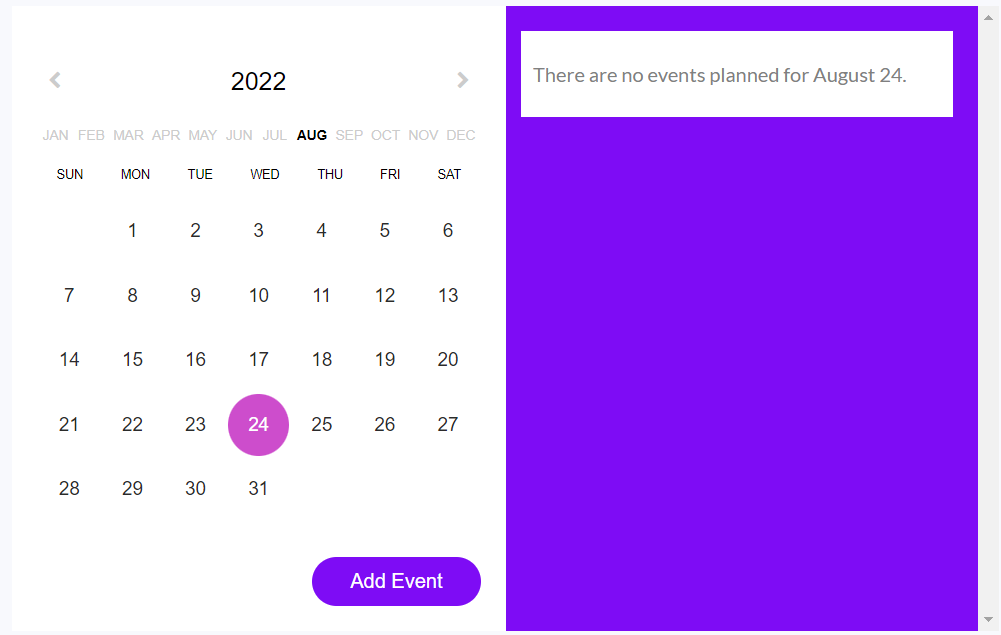 2022
JAN FEB MAR APR MAY JUN JUL AUG SEP OCT NOV DEC
SUN MON TUE WED THU FRI SAT
1 2 3 4 5 6
7 8 9 10 11 12 13
14 15 16 17 18 19 20
21 22 23 24 25 26 27
28 29 30 31
Add Event
There are no events planned for August 24.